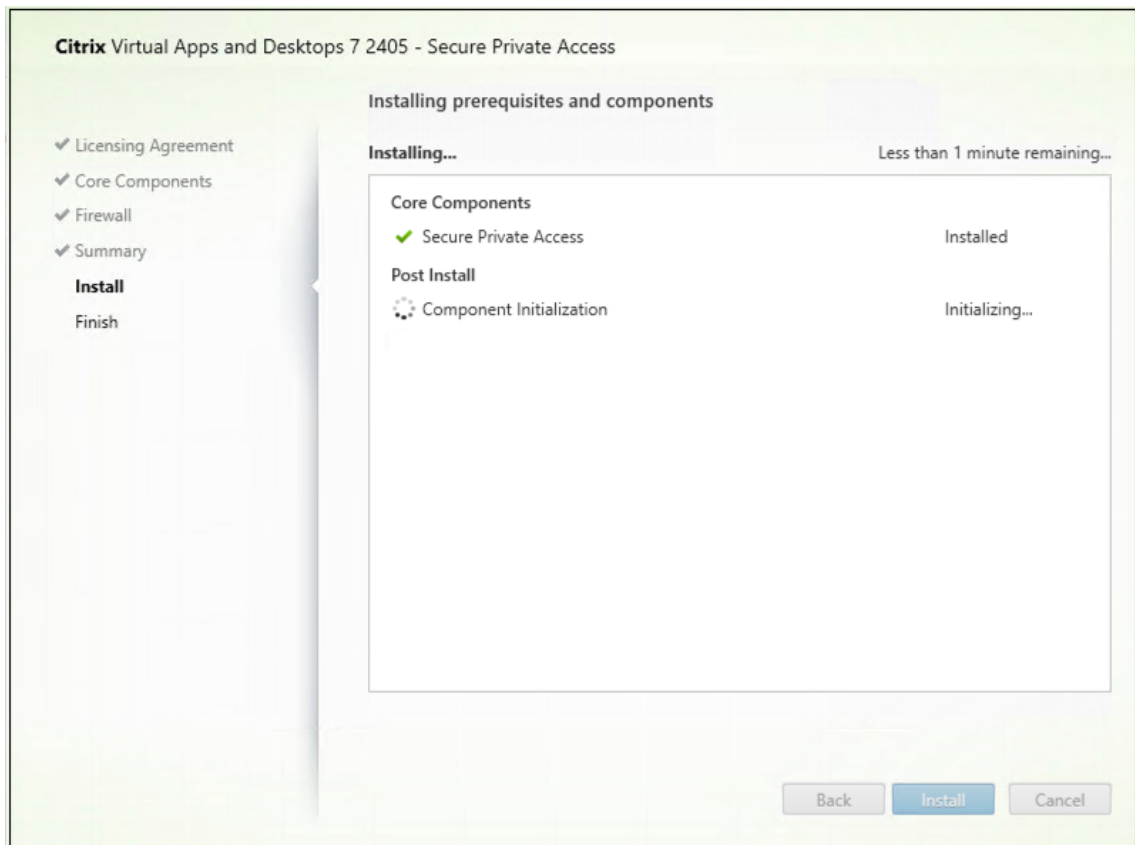 Citrix Virtual Apps and Desktops 7 2405 - Secure Private Access
Installing prerequisites and components
Licensing Agreement
Core Components
Firewall
Summary
Install
Finish
Installing... Less than 1 minute remaining...
Core Components
Secure Private Access Installed
Post Install
Component Initialization Initializing...
Back Install Cancel